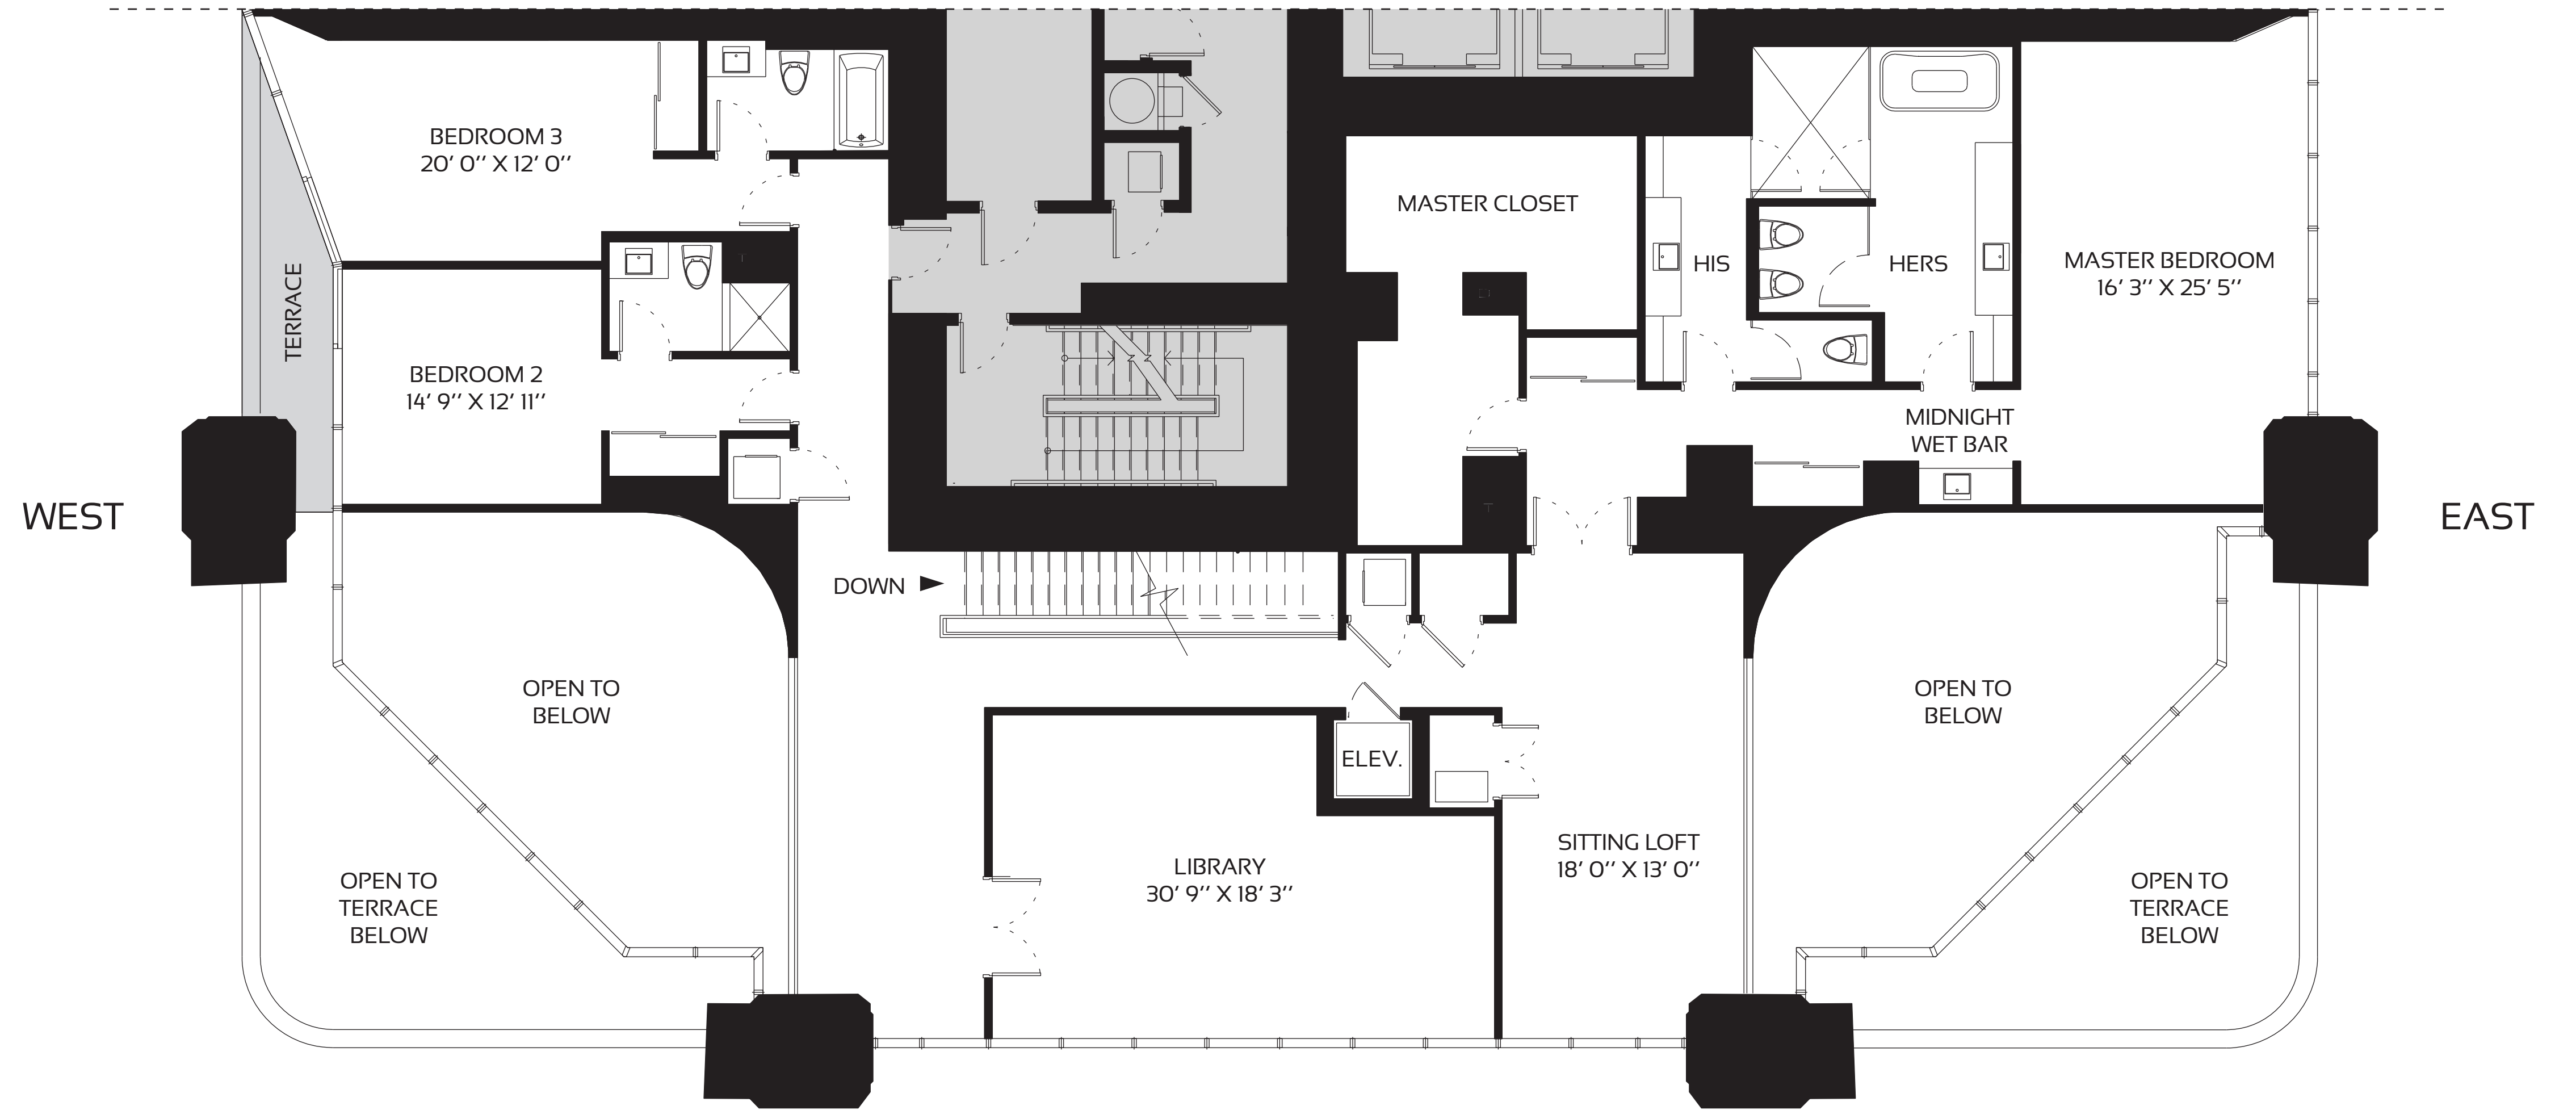 BEDROOM 3
20' 0'' X 12' 0''
MASTER CLOSET
HIS
HERS
MASTER BEDROOM
16' 3'' X 25' 5''
TERRACE
BEDROOM 2
14' 9'' X 12' 11''
MIDNIGHT
WET BAR
WEST
EAST
DOWN
OPEN TO
BELOW
OPEN TO
BELOW
ELEV.
SITTING LOFT
18' 0'' X 13' 0''
LIBRARY
30' 9'' X 18' 3''
OPEN TO
TERRACE
BELOW
OPEN TO
TERRACE
BELOW